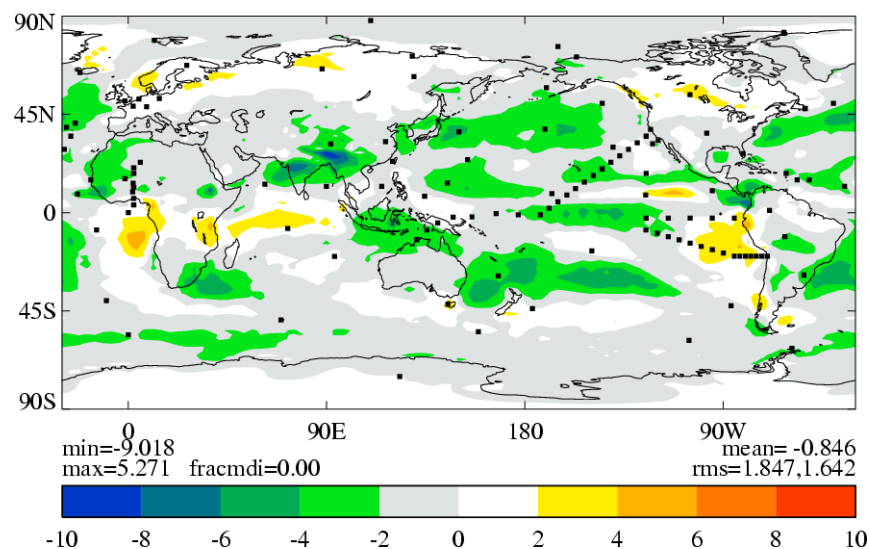 90N
45N
0
45S
90S
0 90E 180 90W
min=-9.018 mean= -0.846
max=5.271 fracmdi=0.00 rms=1.847,1.642
-10 -8 -6 -4 -2 0 2 4 6 8 10